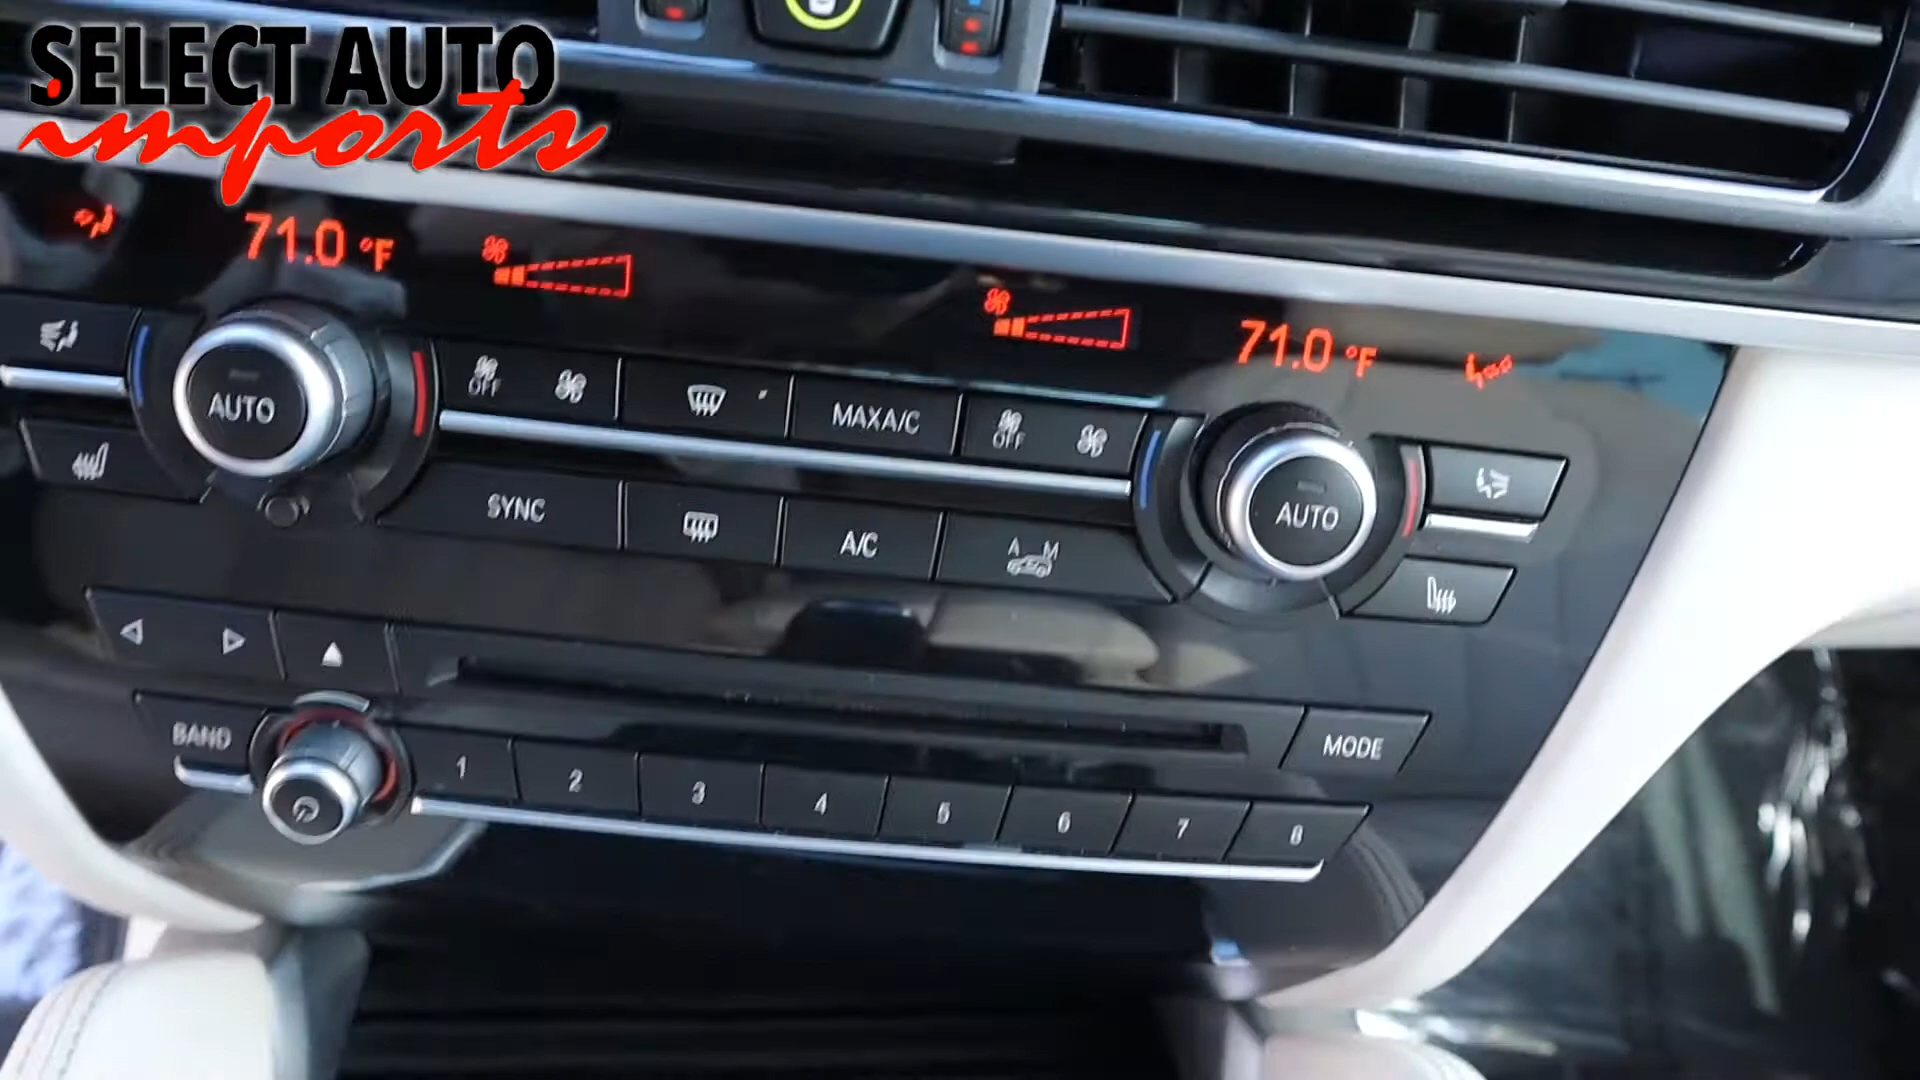 SELECT AUTO
imports
71.0 °F
71.0 °F
AUTO
OFF
MAX A/C
OFF
AUTO
SYNC
A/C
A M
BAND
MODE
1 2 3 4 5 6 7 8